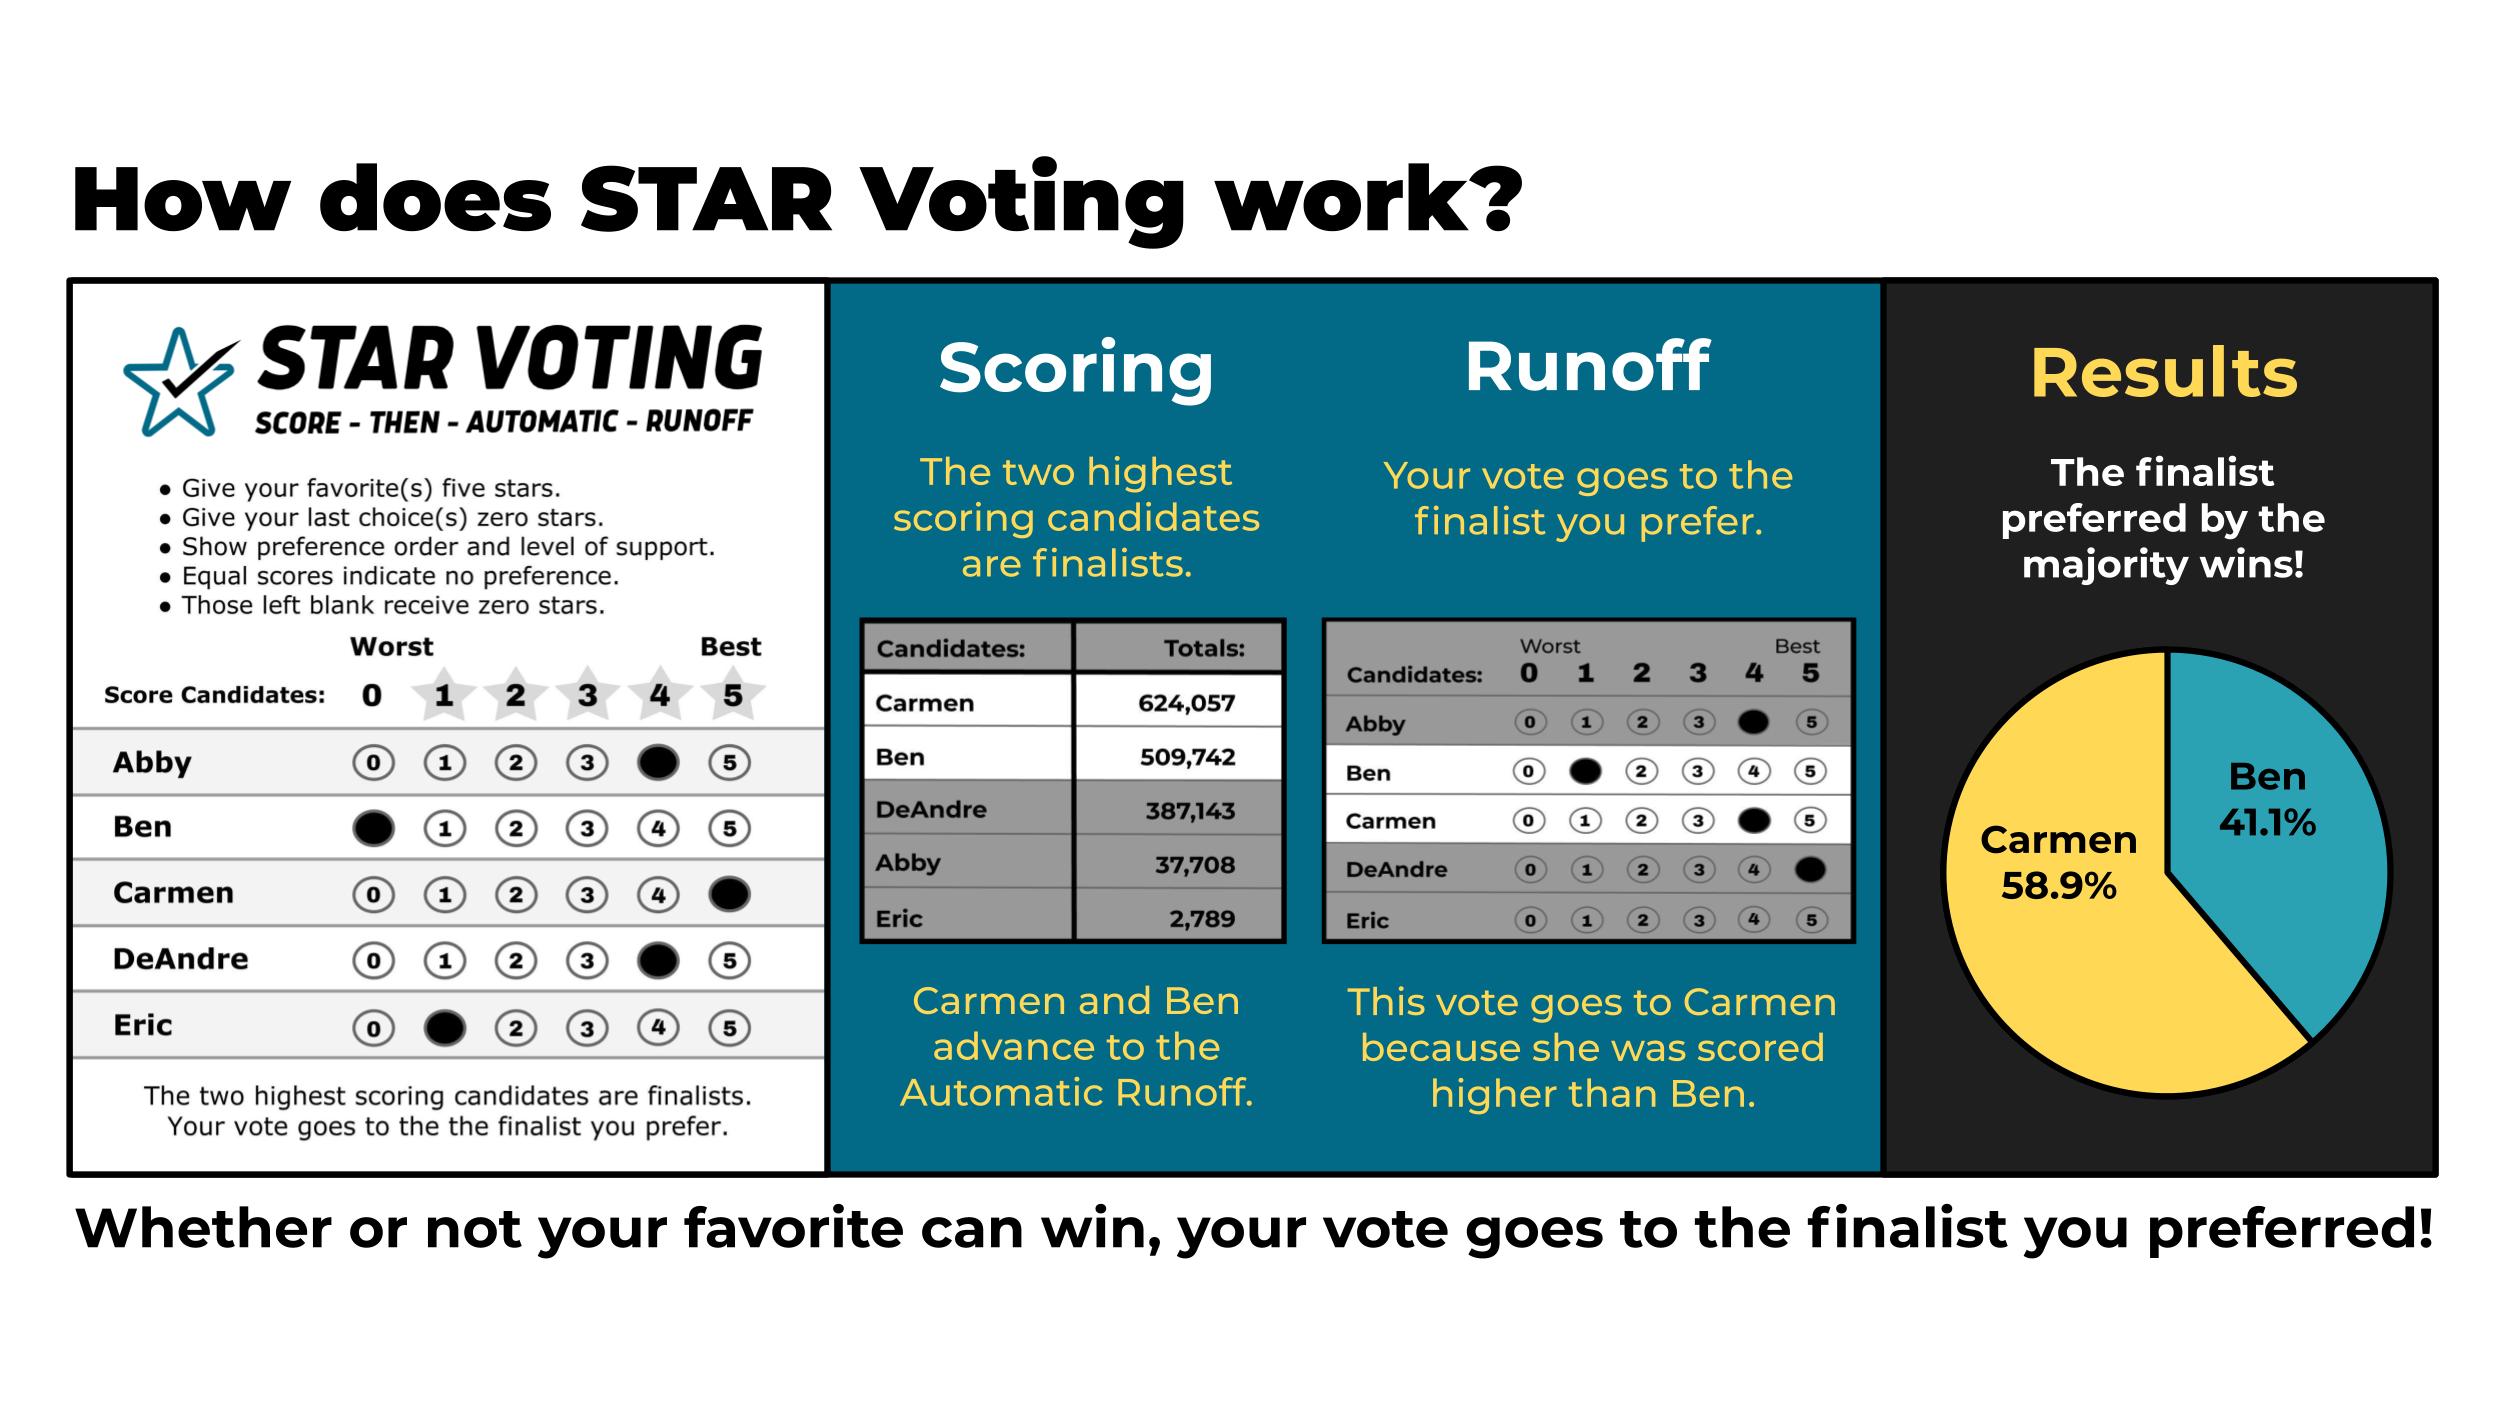 How does STAR Voting work?
STAR VOTING
SCORE - THEN - AUTOMATIC - RUNOFF
● Give your favorite(s) five stars.
● Give your last choice(s) zero stars.
● Show preference order and level of support.
● Equal scores indicate no preference.
● Those left blank receive zero stars.
Worst Best
Score Candidates: 0 1 2 3 4 5
Abby 0 1 2 3 5
Ben 1 2 3 4 5
Carmen 0 1 2 3 4
DeAndre 0 1 2 3 5
Eric 0 2 3 4 5
The two highest scoring candidates are finalists.
Your vote goes to the the finalist you prefer.
Scoring
The two highest
scoring candidates
are finalists.
Candidates: Totals:
Carmen 624,057
Ben 509,742
DeAndre 387,143
Abby 37,708
Eric 2,789
Carmen and Ben
advance to the
Automatic Runoff.
Runoff
Your vote goes to the
finalist you prefer.
Worst Best
Candidates: 0 1 2 3 4 5
Abby 0 1 2 3 5
Ben 0 2 3 4 5
Carmen 0 1 2 3 5
DeAndre 0 1 2 3 4
Eric 0 1 2 3 4 5
This vote goes to Carmen
because she was scored
higher than Ben.
Results
The finalist
preferred by the
majority wins!
Ben
41.1%
Carmen
58.9%
Whether or not your favorite can win, your vote goes to the finalist you preferred!